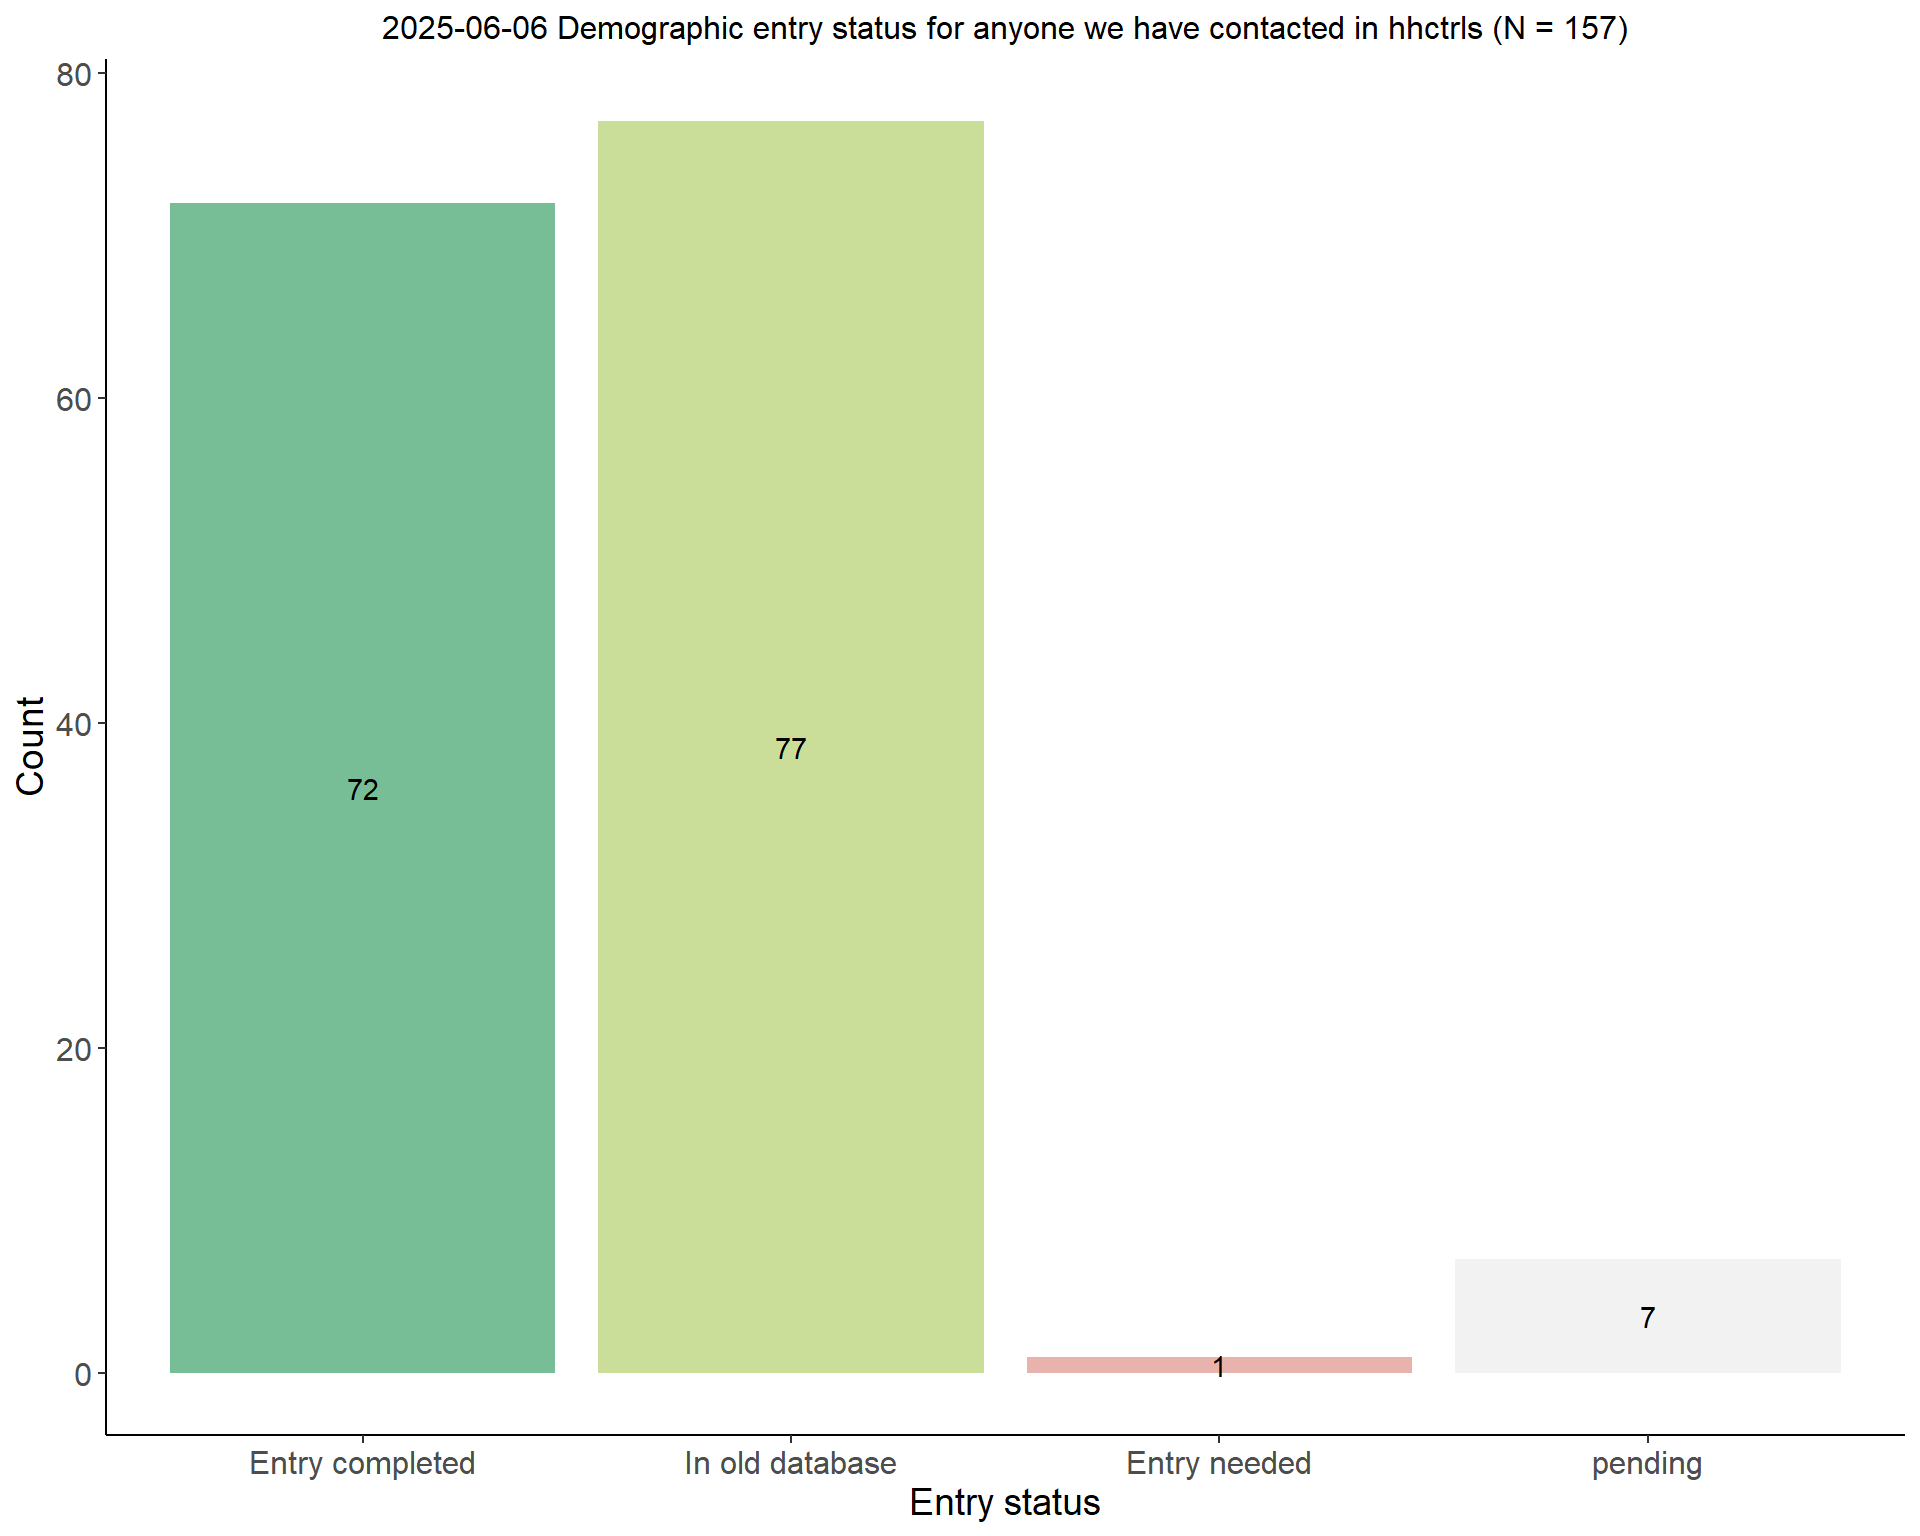 2025-06-06 Demographic entry status for anyone we have contacted in hhctrls (N = 157)
Count
80
60
40
20
0
72
77
1
7
Entry completed
In old database
Entry needed
pending
Entry status